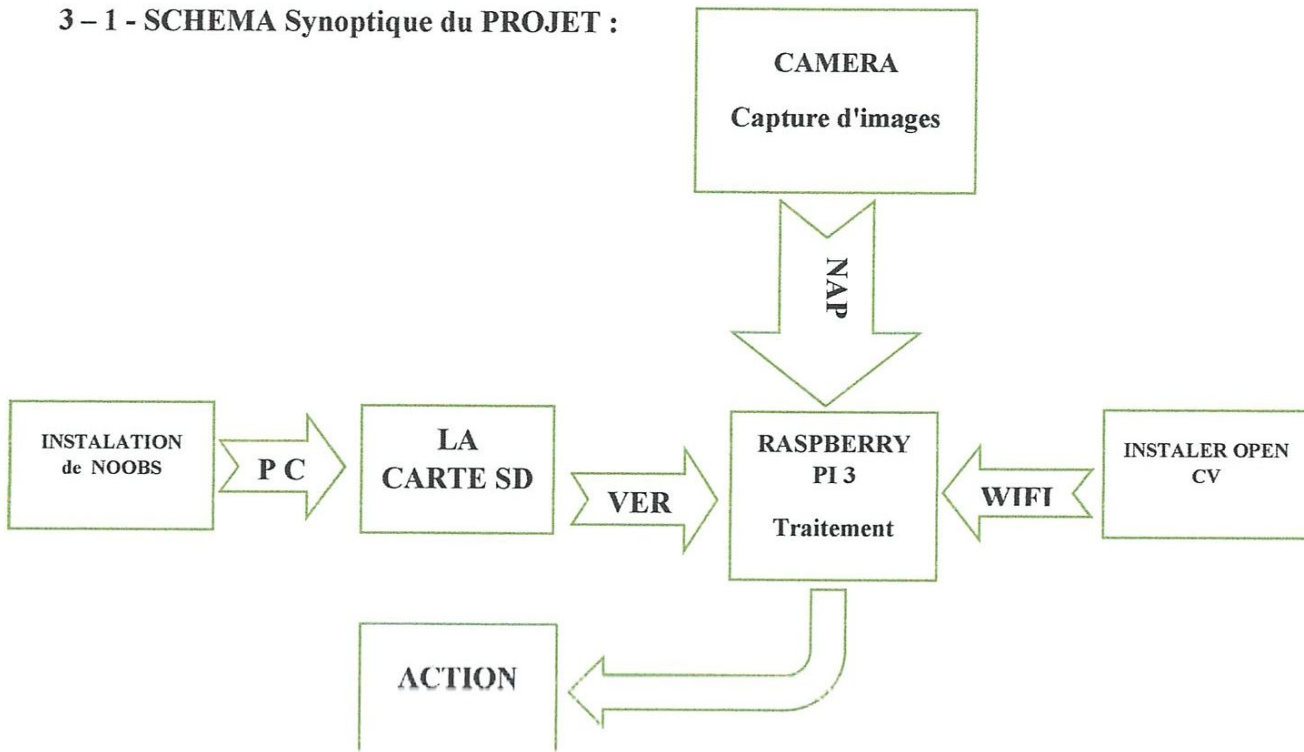 3 – 1 - SCHEMA Synoptique du PROJET :
CAMERA
Capture d'images
NAP
INSTALATION
de NOOBS
P C
LA
CARTE SD
VER
RASPBERRY
PI 3
Traitement
WIFI
INSTALER OPEN
CV
ACTION